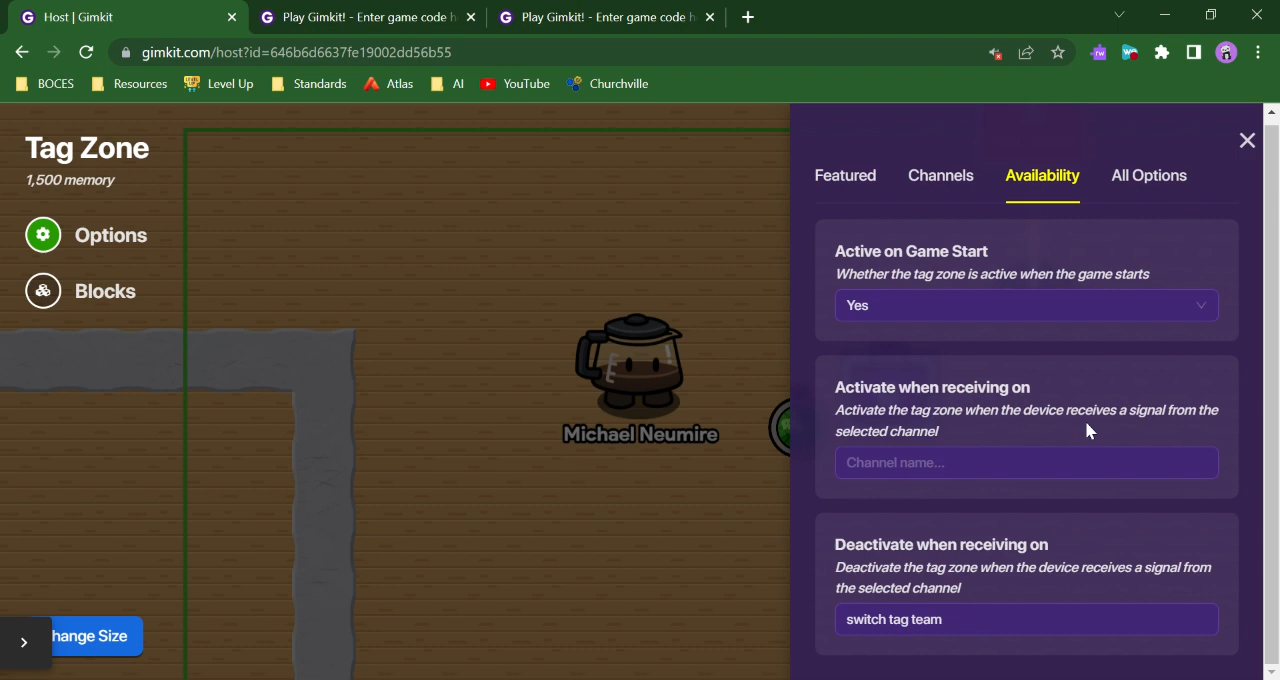 Host | Gimkit
Play Gimkit! - Enter game code h
Play Gimkit! - Enter game code h
gimkit.com/host?id=646b6d6637fe19002dd56b55
rw
BOCES
Resources
Level Up
Standards
Atlas
AI
YouTube
Churchville
Tag Zone
1,500 memory
Options
Blocks
Michael Neumire
hange Size
Featured
Channels
Availability
All Options
Active on Game Start
Whether the tag zone is active when the game starts
Yes
Activate when receiving on
Activate the tag zone when the device receives a signal from the
selected channel
Channel name...
Deactivate when receiving on
Deactivate the tag zone when the device receives a signal from
the selected channel
switch tag team